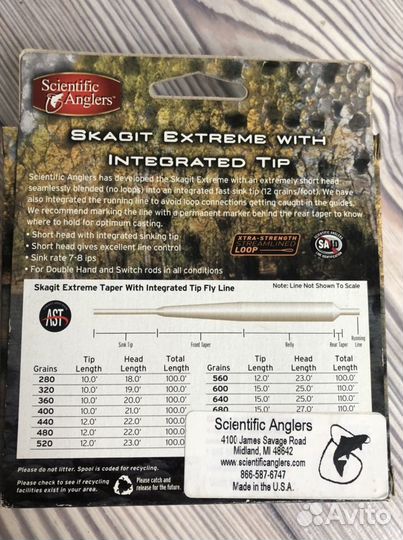 Scientific
Anglers™
Skagit Extreme with
Integrated Tip
Scientific Anglers has developed the Skagit Extreme with an extremely short head
seamlessly blended (no loops) into an integrated fast sink tip (12 grains/foot). We have
also integrated the running line to avoid loop connections getting caught in the guides.
We recommend marking the line with a permanent marker behind the rear taper to know
where to hold for optimum casting.
• Short head with integrated sinking tip
• Short head gives excellent line control
• Sink rate 7-8 ips
• For Double Hand and Switch rods in all conditions
XTRA-STRENGTH
STREAMLINED
LOOP
SCIENTIFIC ANGLERS
SA ID
Skagit Extreme Taper With Integrated Tip Fly Line
Note: Line Not Shown To Scale
AST
Sink Tip Front Taper Belly Rear Taper Running Line
Grains Tip Length Head Length Total Length Grains Tip Length Head Length Total Length
280 10.0' 18.0' 100.0' 560 12.0' 23.0' 100.0'
320 10.0' 19.0' 100.0' 600 15.0' 25.0' 110.0'
360 10.0' 20.0' 100.0' 640 15.0' 25.0' 110.0'
400 10.0' 21.0' 100.0' 680 15.0' 27.0' 110.0'
440 12.0' 22.0' 100.0'
480 12.0' 22.0' 100.0'
520 12.0' 23.0' 100.0'
Scientific Anglers
4100 James Savage Road
Midland, MI 48642
www.scientificanglers.com
866-587-6747
Made in the U.S.A.
Please do not litter. Spool is coded for recycling.
Please check to see if recycling
facilities exist in your area.
Please catch and
release for the future.
Avito